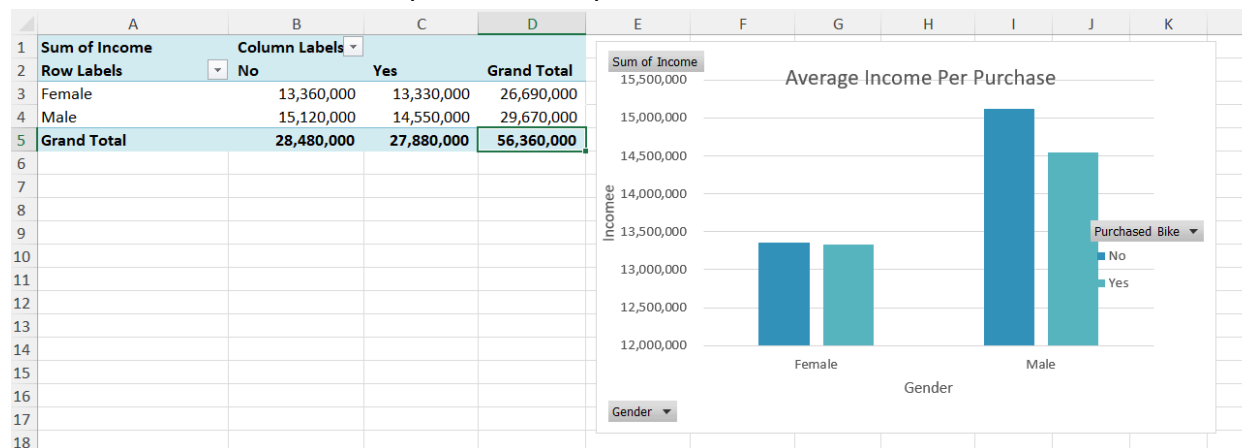 A B C D E F G H I J K
1 Sum of Income Column Labels
2 Row Labels No Yes Grand Total
3 Female 13,360,000 13,330,000 26,690,000
4 Male 15,120,000 14,550,000 29,670,000
5 Grand Total 28,480,000 27,880,000 56,360,000
6
7
8
9
10
11
12
13
14
15
16
17
18
Sum of Income
Average Income Per Purchase
15,500,000
15,000,000
14,500,000
14,000,000
13,500,000
13,000,000
12,500,000
12,000,000
Incomee
Female Male
Gender
Purchased Bike
No
Yes
Gender